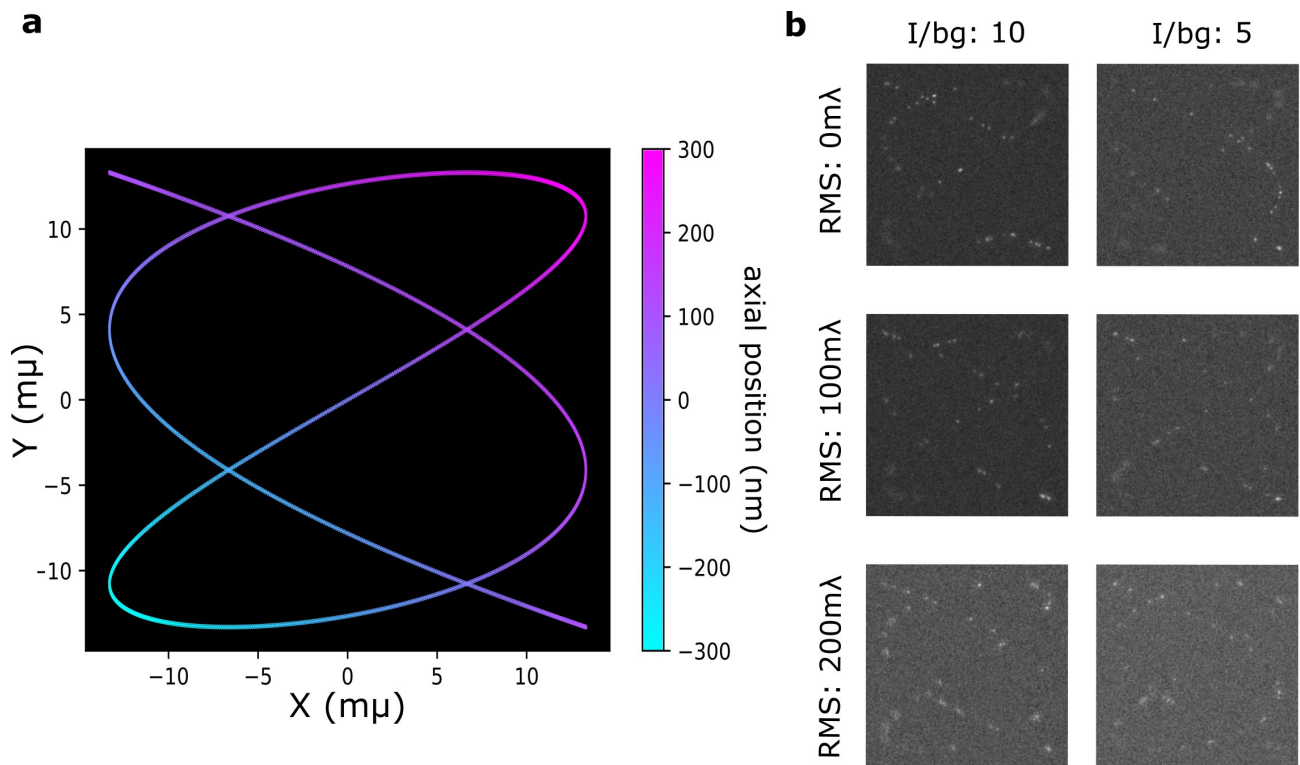 a
10
5
0
−5
−10
−10
−5
0
5
10
X (mµ)
Y (mµ)
300
200
100
0
−100
−200
−300
axial position (nm)
b
I/bg: 10
I/bg: 5
RMS: 0mλ
RMS: 100mλ
RMS: 200mλ